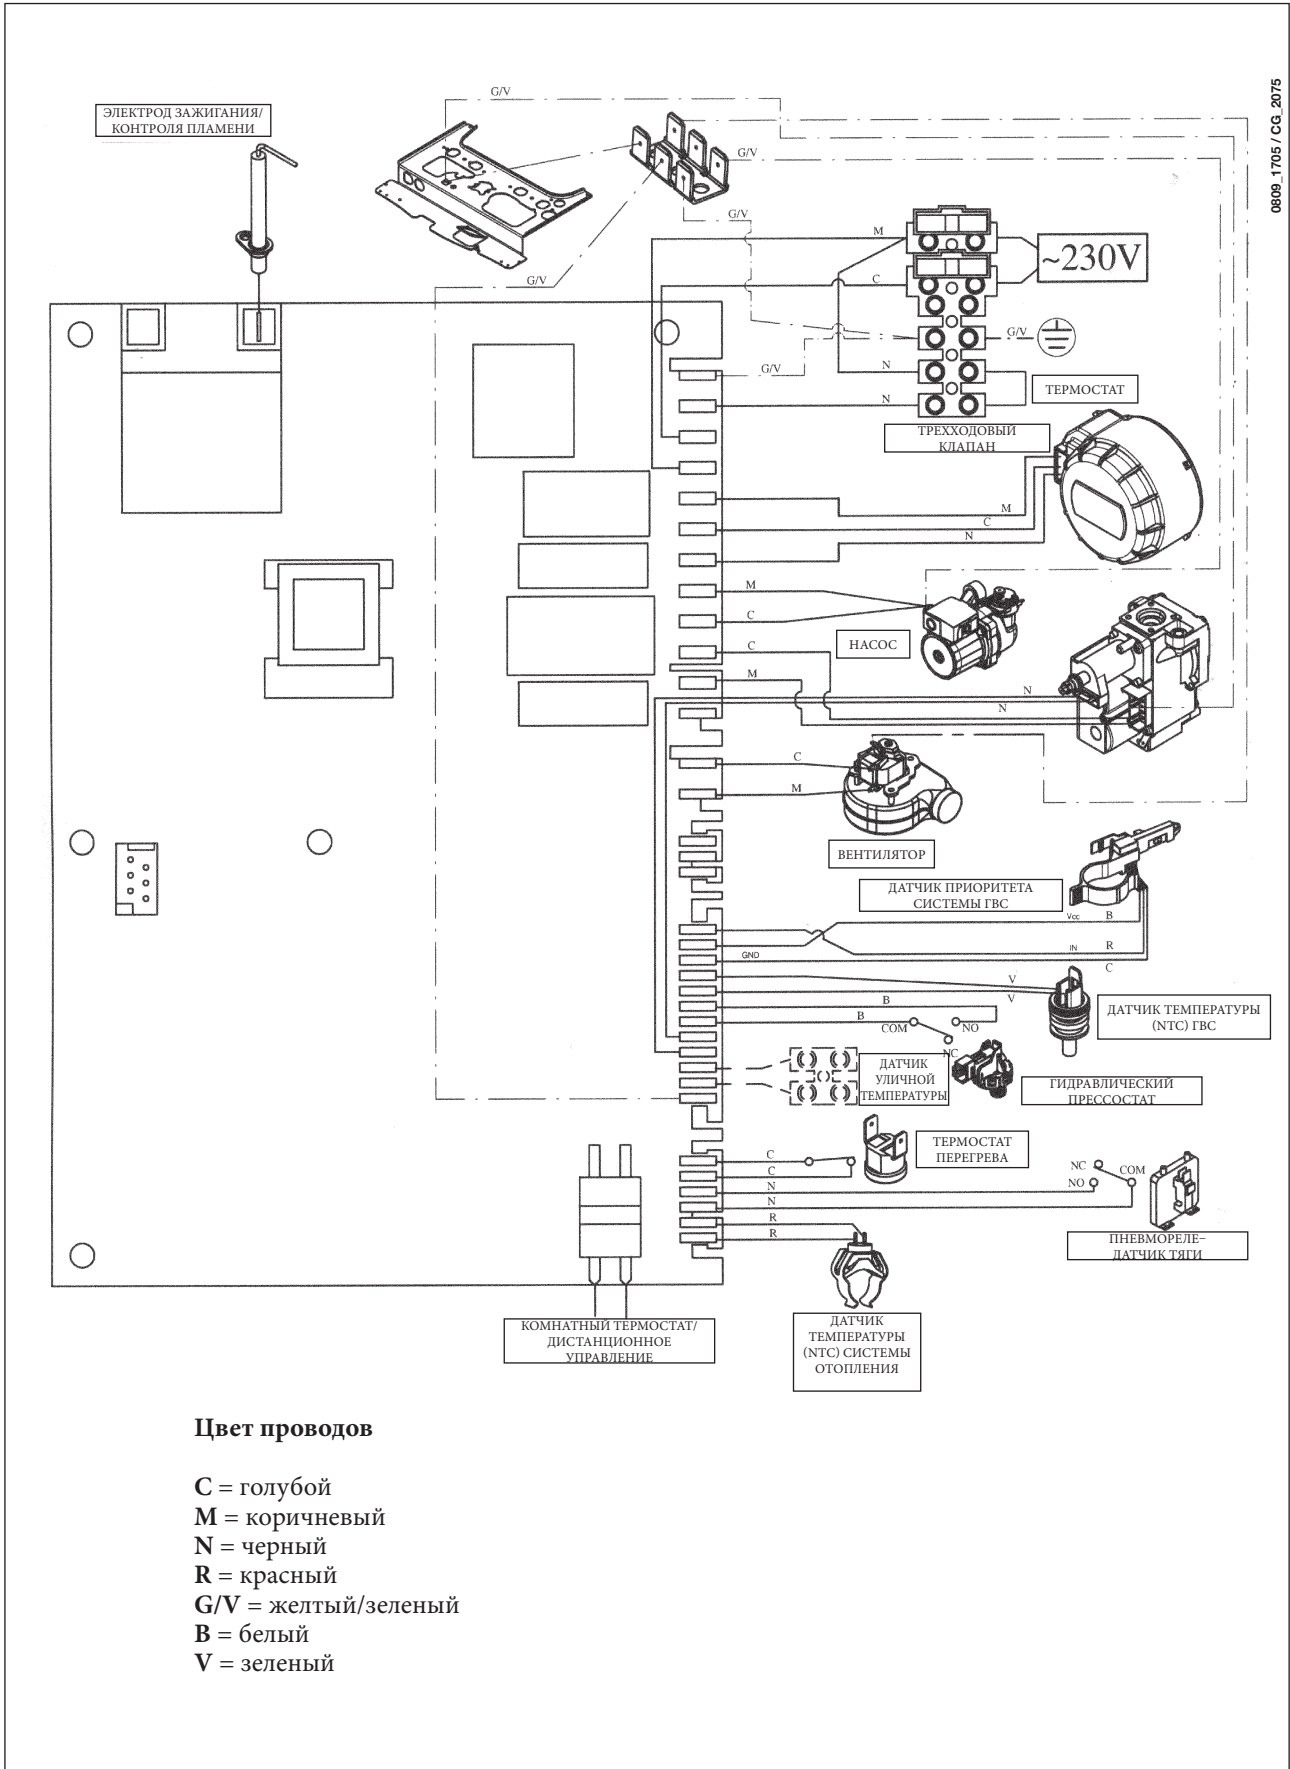 G/V
0809_1705 / CG_2075
ЭЛЕКТРОД ЗАЖИГАНИЯ/
КОНТРОЛЯ ПЛАМЕНИ
G/V
G/V
M
~230V
G/V
C
G/V
G/V
N
ТЕРМОСТАТ
N
ТРЕХХОДОВЫЙ
КЛАПАН
M
C
N
M
C
НАСОС
C
M
N
N
C
M
ВЕНТИЛЯТОР
ДАТЧИК ПРИОРИТЕТА
СИСТЕМЫ ГВС
Vcc B
IN R
GND
C
V
V
B
B
COM
NO
NC
ДАТЧИК ТЕМПЕРАТУРЫ
(NTC) ГВС
ДАТЧИК
УЛИЧНОЙ
ТЕМПЕРАТУРЫ
ГИДРАВЛИЧЕСКИЙ
ПРЕССОСТАТ
ТЕРМОСТАТ
ПЕРЕГРЕВА
C
C
N
N
R
R
NC
COM
NO
ПНЕВМОРЕЛЕ-
ДАТЧИК ТЯГИ
КОМНАТНЫЙ ТЕРМОСТАТ/
ДИСТАНЦИОННОЕ
УПРАВЛЕНИЕ
ДАТЧИК
ТЕМПЕРАТУРЫ
(NTC) СИСТЕМЫ
ОТОПЛЕНИЯ
Цвет проводов
C = голубой
M = коричневый
N = черный
R = красный
G/V = желтый/зеленый
B = белый
V = зеленый